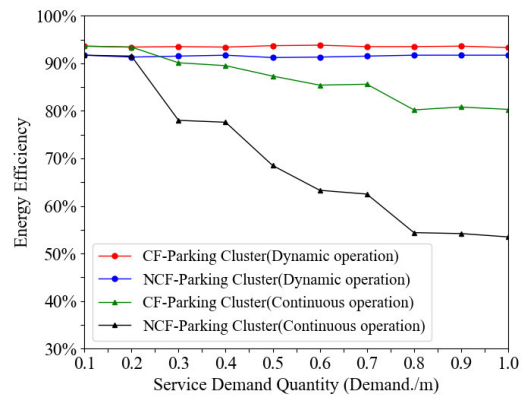 100%
90%
80%
70%
60%
50%
40%
30%
Energy Efficiency
CF-Parking Cluster(Dynamic operation)
NCF-Parking Cluster(Dynamic operation)
CF-Parking Cluster(Continuous operation)
NCF-Parking Cluster(Continuous operation)
0.1 0.2 0.3 0.4 0.5 0.6 0.7 0.8 0.9 1.0
Service Demand Quantity (Demand./m)